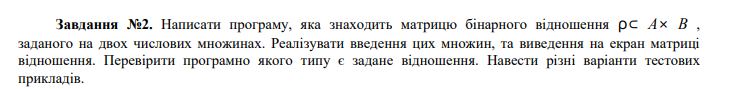 Завдання №2. Написати програму, яка знаходить матрицю бінарного відношення ρ⊂ A× B ,
заданого на двох числових множинах. Реалізувати введення цих множин, та виведення на екран матриці
відношення. Перевірити програмно якого типу є задане відношення. Навести різні варіанти тестових
прикладів.